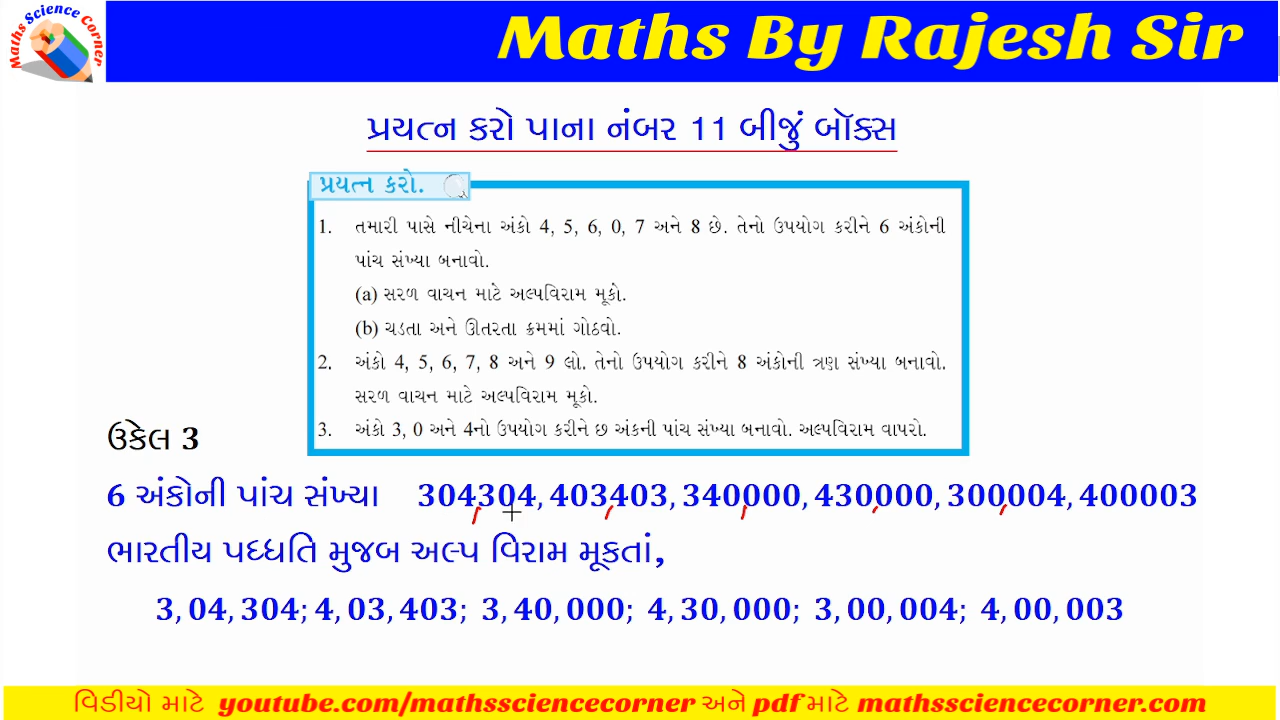 Maths Science Corner
Maths By Rajesh Sir
પ્રયત્ન કરો પાના નંબર 11 બીજું બૉક્સ
પ્રયત્ન કરો.
1. તમારી પાસે નીચેના અંકો 4, 5, 6, 0, 7 અને 8 છે. તેનો ઉપયોગ કરીને 6 અંકોની
પાંચ સંખ્યા બનાવો.
(a) સરળ વાચન માટે અલ્પવિરામ મૂકો.
(b) ચડતા અને ઊતરતા ક્રમમાં ગોઠવો.
2. અંકો 4, 5, 6, 7, 8 અને 9 લો. તેનો ઉપયોગ કરીને 8 અંકોની ત્રણ સંખ્યા બનાવો.
સરળ વાચન માટે અલ્પવિરામ મૂકો.
3. અંકો 3, 0 અને 4નો ઉપયોગ કરીને છ અંકની પાંચ સંખ્યા બનાવો. અલ્પવિરામ વાપરો.
ઉકેલ 3
6 અંકોની પાંચ સંખ્યા 304304, 403403, 340000, 430000, 300004, 400003
ભારતીય પદ્ધતિ મુજબ અલ્પ વિરામ મૂકતાં,
3, 04, 304; 4, 03, 403; 3, 40, 000; 4, 30, 000; 3, 00, 004; 4, 00, 003
વિડીયો માટે youtube.com/mathssciencecorner અને pdf માટે mathssciencecorner.com